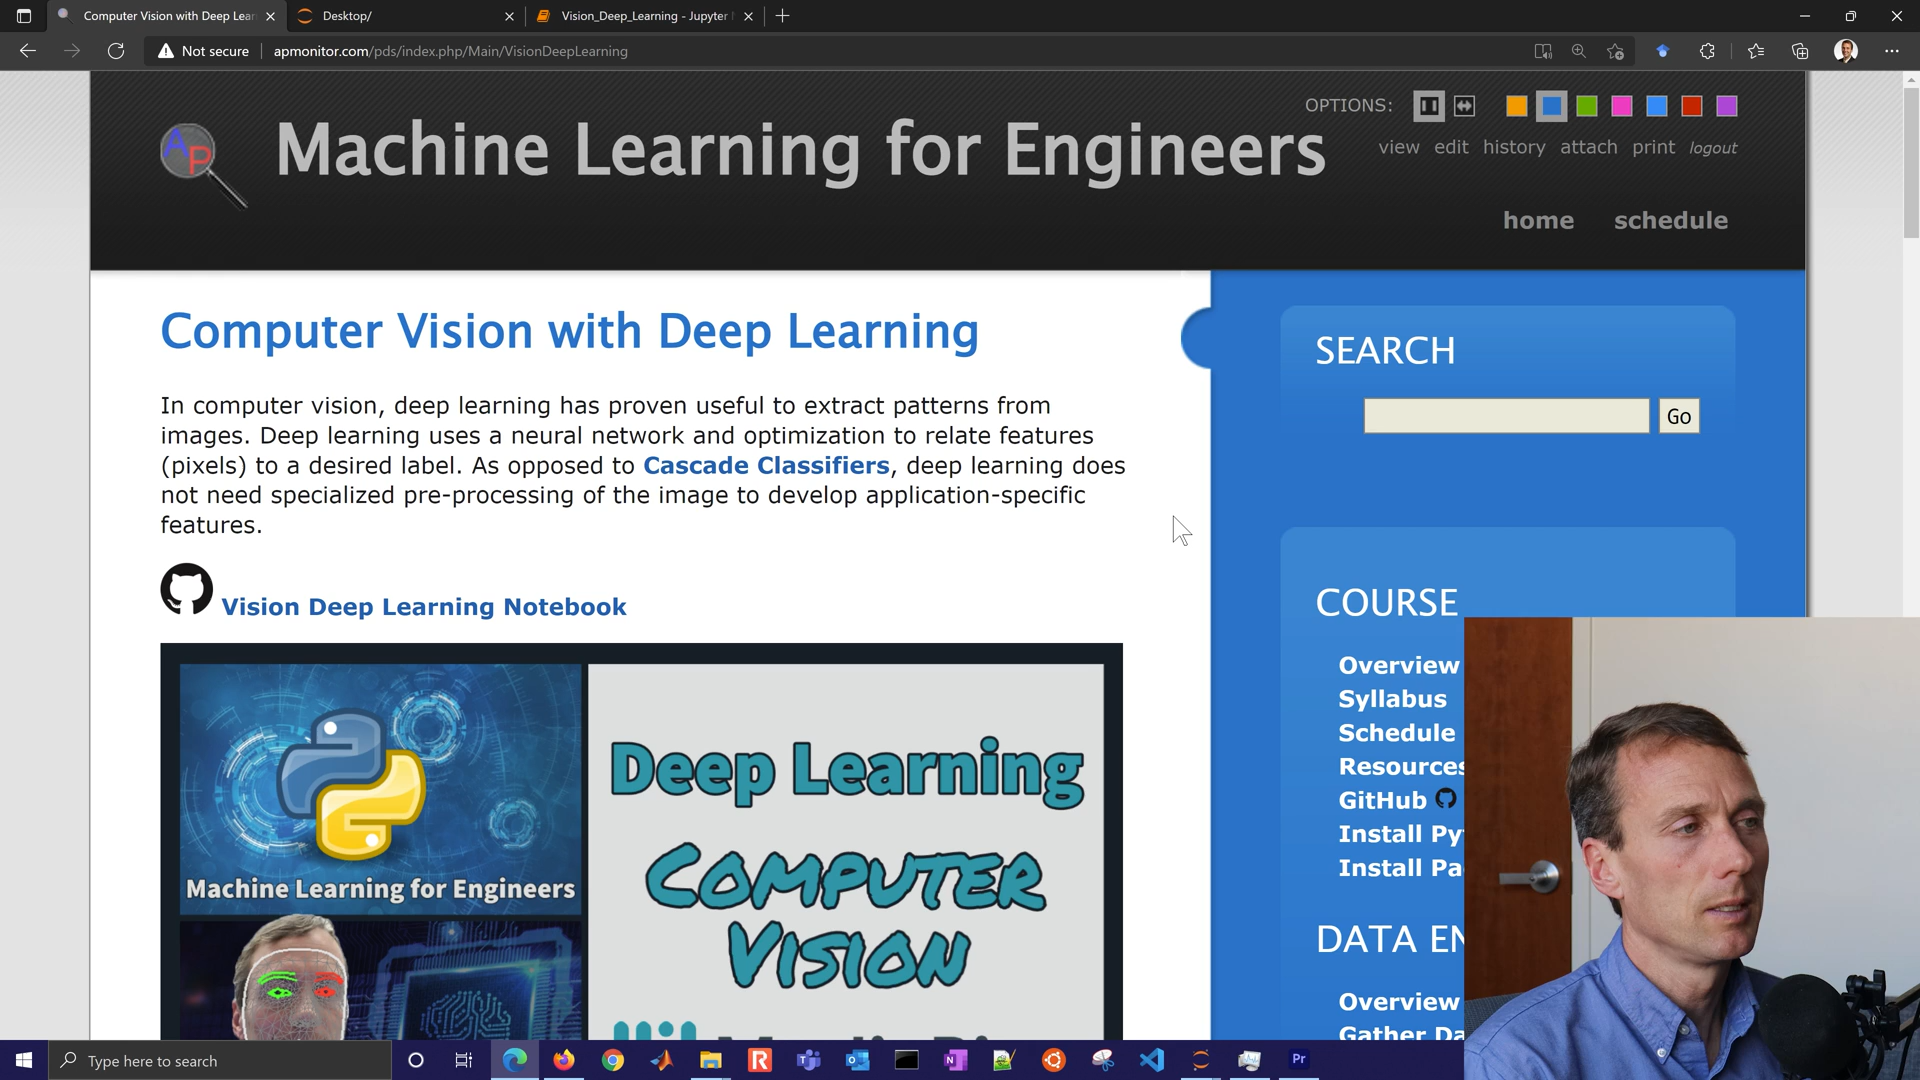 Computer Vision with Deep Lear
Desktop/
Vision_Deep_Learning - Jupyter
Not secure
apmonitor.com/pds/index.php/Main/VisionDeepLearning
OPTIONS:
Machine Learning for Engineers
view edit history attach print logout
home schedule
Computer Vision with Deep Learning
In computer vision, deep learning has proven useful to extract patterns from
images. Deep learning uses a neural network and optimization to relate features
(pixels) to a desired label. As opposed to Cascade Classifiers, deep learning does
not need specialized pre-processing of the image to develop application-specific
features.
Vision Deep Learning Notebook
AP
Machine Learning for Engineers
Deep Learning
COMPUTER
VISION
SEARCH
Go
COURSE
Overview
Syllabus
Schedule
Resources
GitHub
Install Py
Install Pa
DATA EN
Overview
Gather Da
Type here to search
R
N
Pr